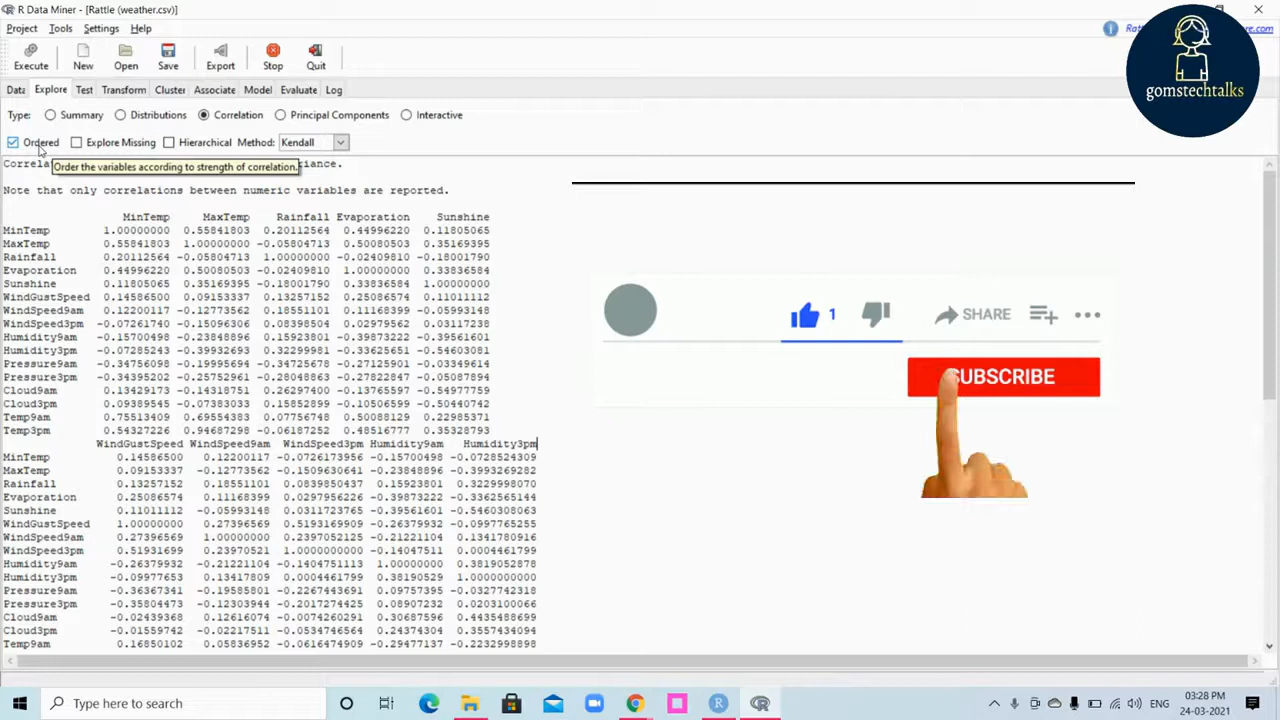 R Data Miner - [Rattle (weather.csv)]
Project Tools Settings Help
Execute New Open Save Export Stop Quit
gomstechtalks
Data Explore Test Transform Cluster Associate Model Evaluate Log
Type: Summary Distributions Correlation Principal Components Interactive
Ordered Explore Missing Hierarchical Method: Kendall
Order the variables according to strength of correlation.
Note that only correlations between numeric variables are reported.
MinTemp MaxTemp Rainfall Evaporation Sunshine
MinTemp 1.00000000 0.55841803 0.20112564 0.44996220 0.11805065
MaxTemp 0.55841803 1.00000000 -0.05804713 0.50080503 0.35169395
Rainfall 0.20112564 -0.05804713 1.00000000 -0.02409810 -0.18001790
Evaporation 0.44996220 0.50080503 -0.02409810 1.00000000 0.33836584
Sunshine 0.11805065 0.35169395 -0.18001790 0.33836584 1.00000000
WindGustSpeed 0.14586500 0.09153337 0.13257152 0.25086574 0.11011112
WindSpeed9am 0.12200117 -0.12773562 0.18551101 0.11168399 -0.05993148
WindSpeed3pm -0.07261740 -0.15096306 0.08398504 0.02979562 0.03117238
Humidity9am -0.15700498 -0.23848896 0.15923801 -0.39873222 -0.39561601
Humidity3pm -0.07285243 -0.39932693 0.32299981 -0.33625651 -0.54603081
Pressure9am -0.34756098 -0.19995694 -0.34725678 -0.27125901 -0.03349614
Pressure3pm -0.34395202 -0.25753961 -0.28048863 -0.27822847 -0.05087894
Cloud9am 0.13429173 -0.14318751 0.26297400 -0.13765597 -0.54977759
Cloud3pm 0.09389545 -0.07383033 0.15852899 -0.10506599 -0.50440742
Temp9am 0.75513409 0.69554383 0.07756748 0.50088129 0.22985371
Temp3pm 0.54327226 0.94687268 -0.06198252 0.48516777 0.35328793
WindGustSpeed WindSpeed9am WindSpeed3pm Humidity9am Humidity3pm
MinTemp 0.14586500 0.12200117 -0.0726173956 -0.15700498 -0.0728524309
MaxTemp 0.09153337 -0.12773562 -0.1509630641 -0.23848896 -0.3993269282
Rainfall 0.13257152 0.18551101 0.0839850437 0.15923801 0.3229998070
Evaporation 0.25086574 0.11168399 0.0297956226 -0.39873222 -0.3362565144
Sunshine 0.11011112 -0.05993148 0.0311723765 -0.39561601 -0.5460308063
WindGustSpeed 1.00000000 0.27396569 0.5193169909 -0.26379932 -0.0997765255
WindSpeed9am 0.27396569 1.00000000 0.2397052125 -0.21221104 0.1341780916
WindSpeed3pm 0.51931699 0.23970521 1.0000000000 -0.14047511 0.0004461799
Humidity9am -0.26379932 -0.21221104 -0.1404751113 1.00000000 0.3819052878
Humidity3pm -0.09977653 0.13417809 0.0004461799 0.38190529 1.0000000000
Pressure9am -0.36367341 -0.19585801 -0.2267443691 0.09757395 -0.0327742318
Pressure3pm -0.35804473 -0.12303944 -0.2017274425 0.08907232 0.0203100066
Cloud9am -0.02439368 0.12616074 -0.0074260291 0.30687596 0.4435488699
Cloud3pm -0.01559742 -0.02217511 -0.0534746564 0.24374304 0.3557434094
Temp9am 0.16850102 0.05836952 -0.0616474909 -0.29477137 -0.2232998898
1 SHARE
SUBSCRIBE
Type here to search
ENG
03:28 PM
24-03-2021